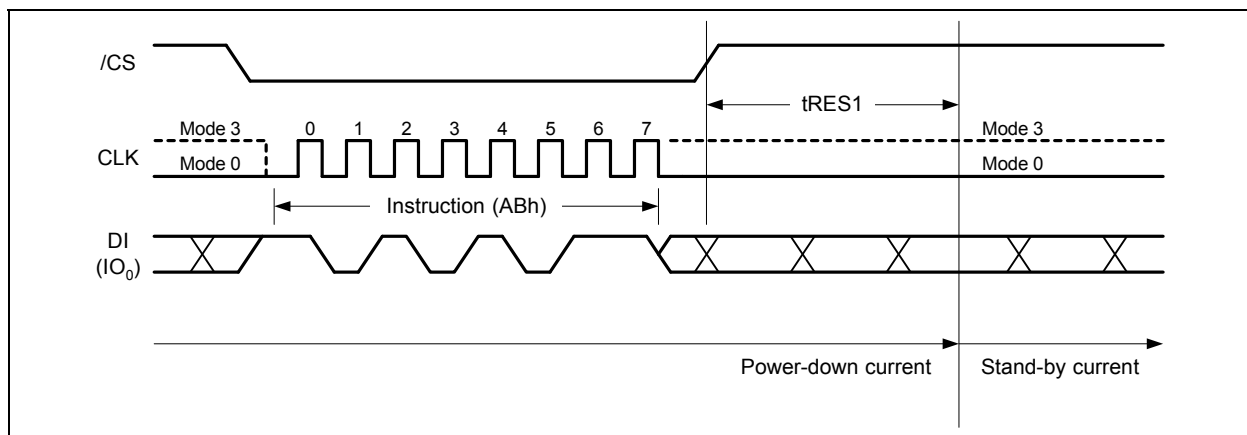 /CS
tRES1
Mode 3
0 1 2 3 4 5 6 7
Mode 3
CLK
Mode 0
Mode 0
Instruction (ABh)
DI
(IO₀)
Power-down current
Stand-by current